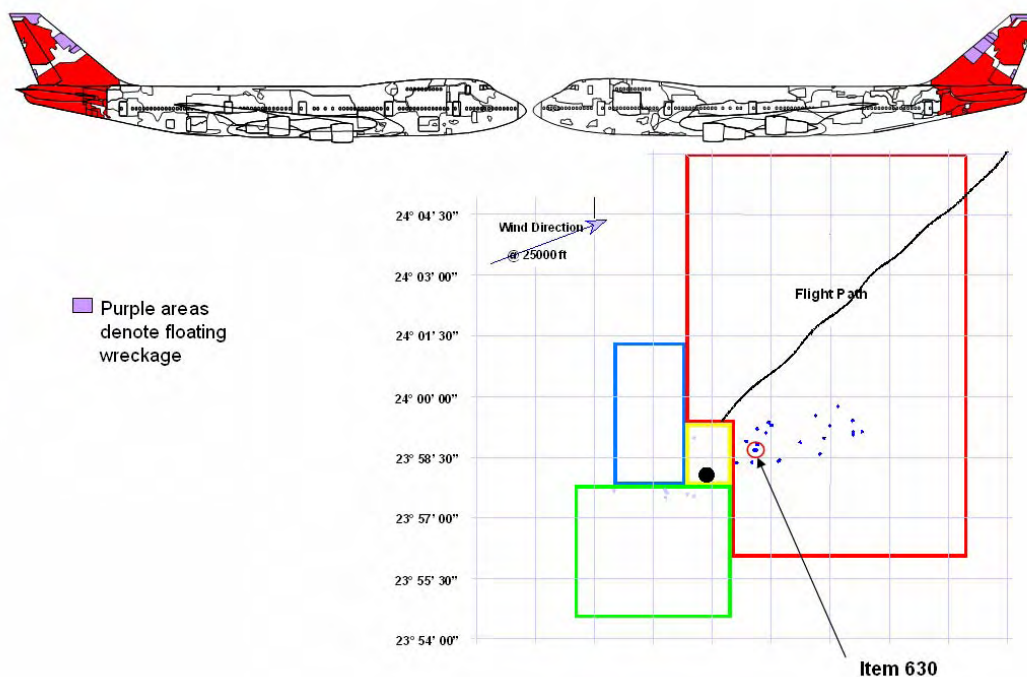 24° 04' 30"
Wind Direction
@ 25000 ft
24° 03' 00"
Flight Path
Purple areas
denote floating
wreckage
24° 01' 30"
24° 00' 00"
23° 58' 30"
23° 57' 00"
23° 55' 30"
23° 54' 00"
Item 630